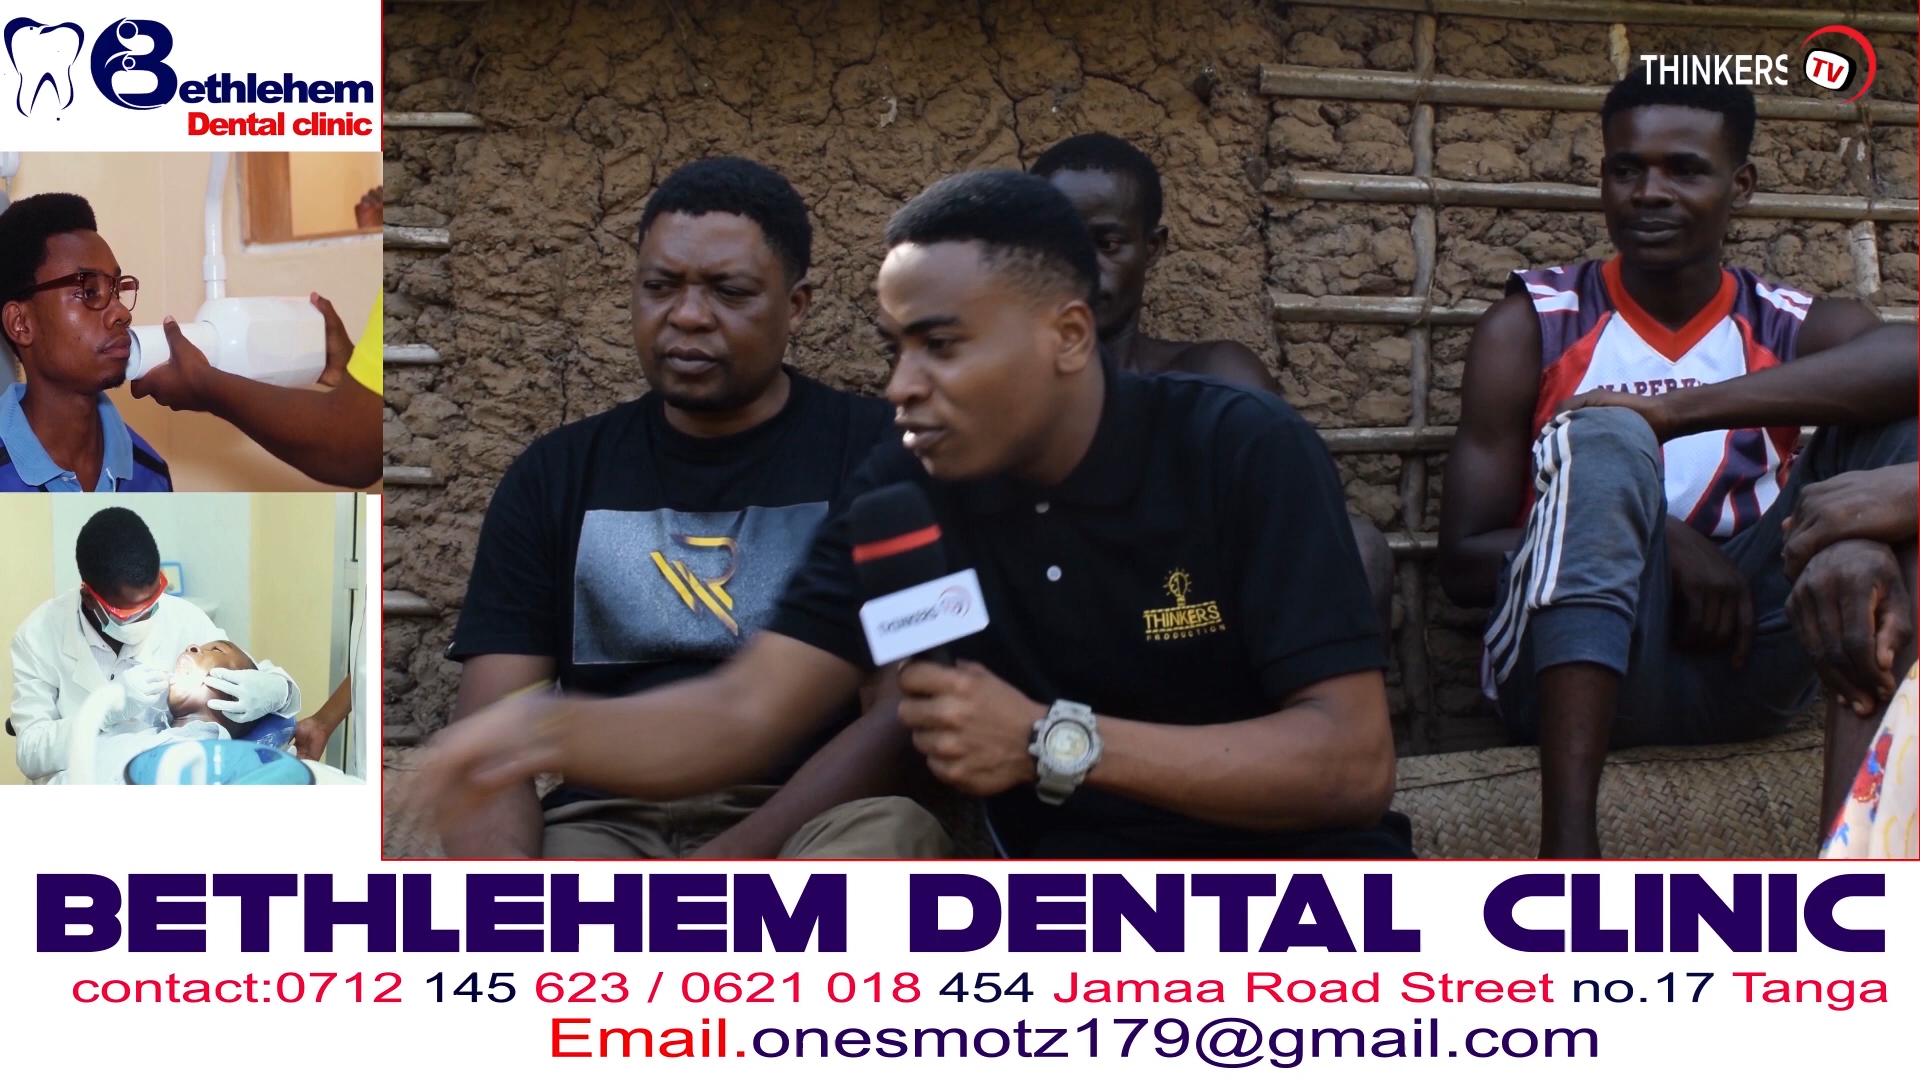 Bethlehem
Dental clinic
THINKERS TV
THINKERS
PRODUCTION
BETHLEHEM DENTAL CLINIC
contact:0712 145 623 / 0621 018 454 Jamaa Road Street no.17 Tanga
Email.onesmotz179@gmail.com